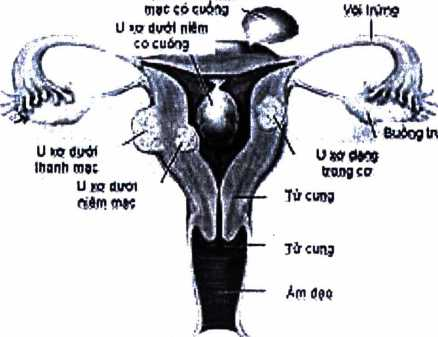 mạc có cuống
U xơ dưới niêm
có cuống
Vòi trứng
Buồng tr
U xơ dưới
thanh mạc
U xơ dưới
niêm mạc
U xơ dạng
trong cơ
Tử cung
Tử cung
Âm đạo